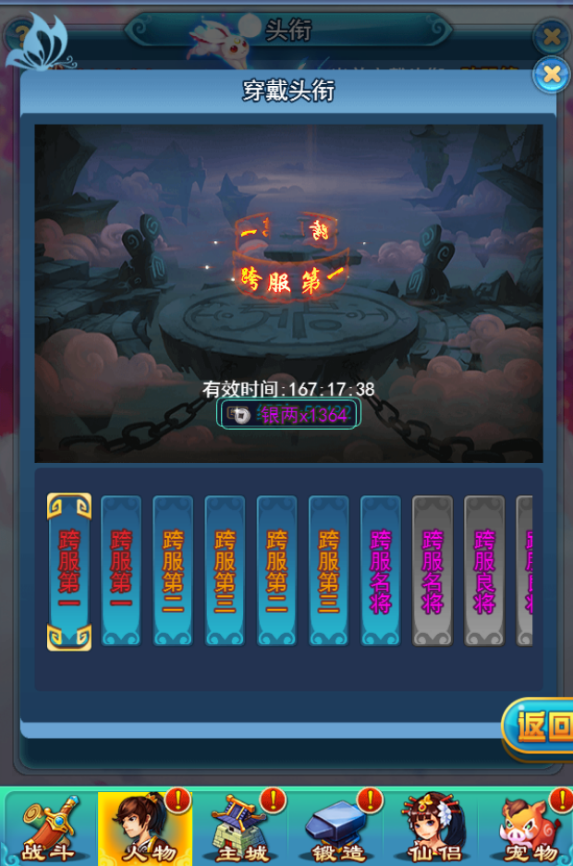 头衔
穿戴头衔
跨服第一
有效时间:167:17:38
银两x1364
跨服第一
跨服第一
跨服第二
跨服第三
跨服第二
跨服第三
跨服名将
跨服名将
跨服良将
返回
战斗
人物
主城
锻造
仙侣
宠物